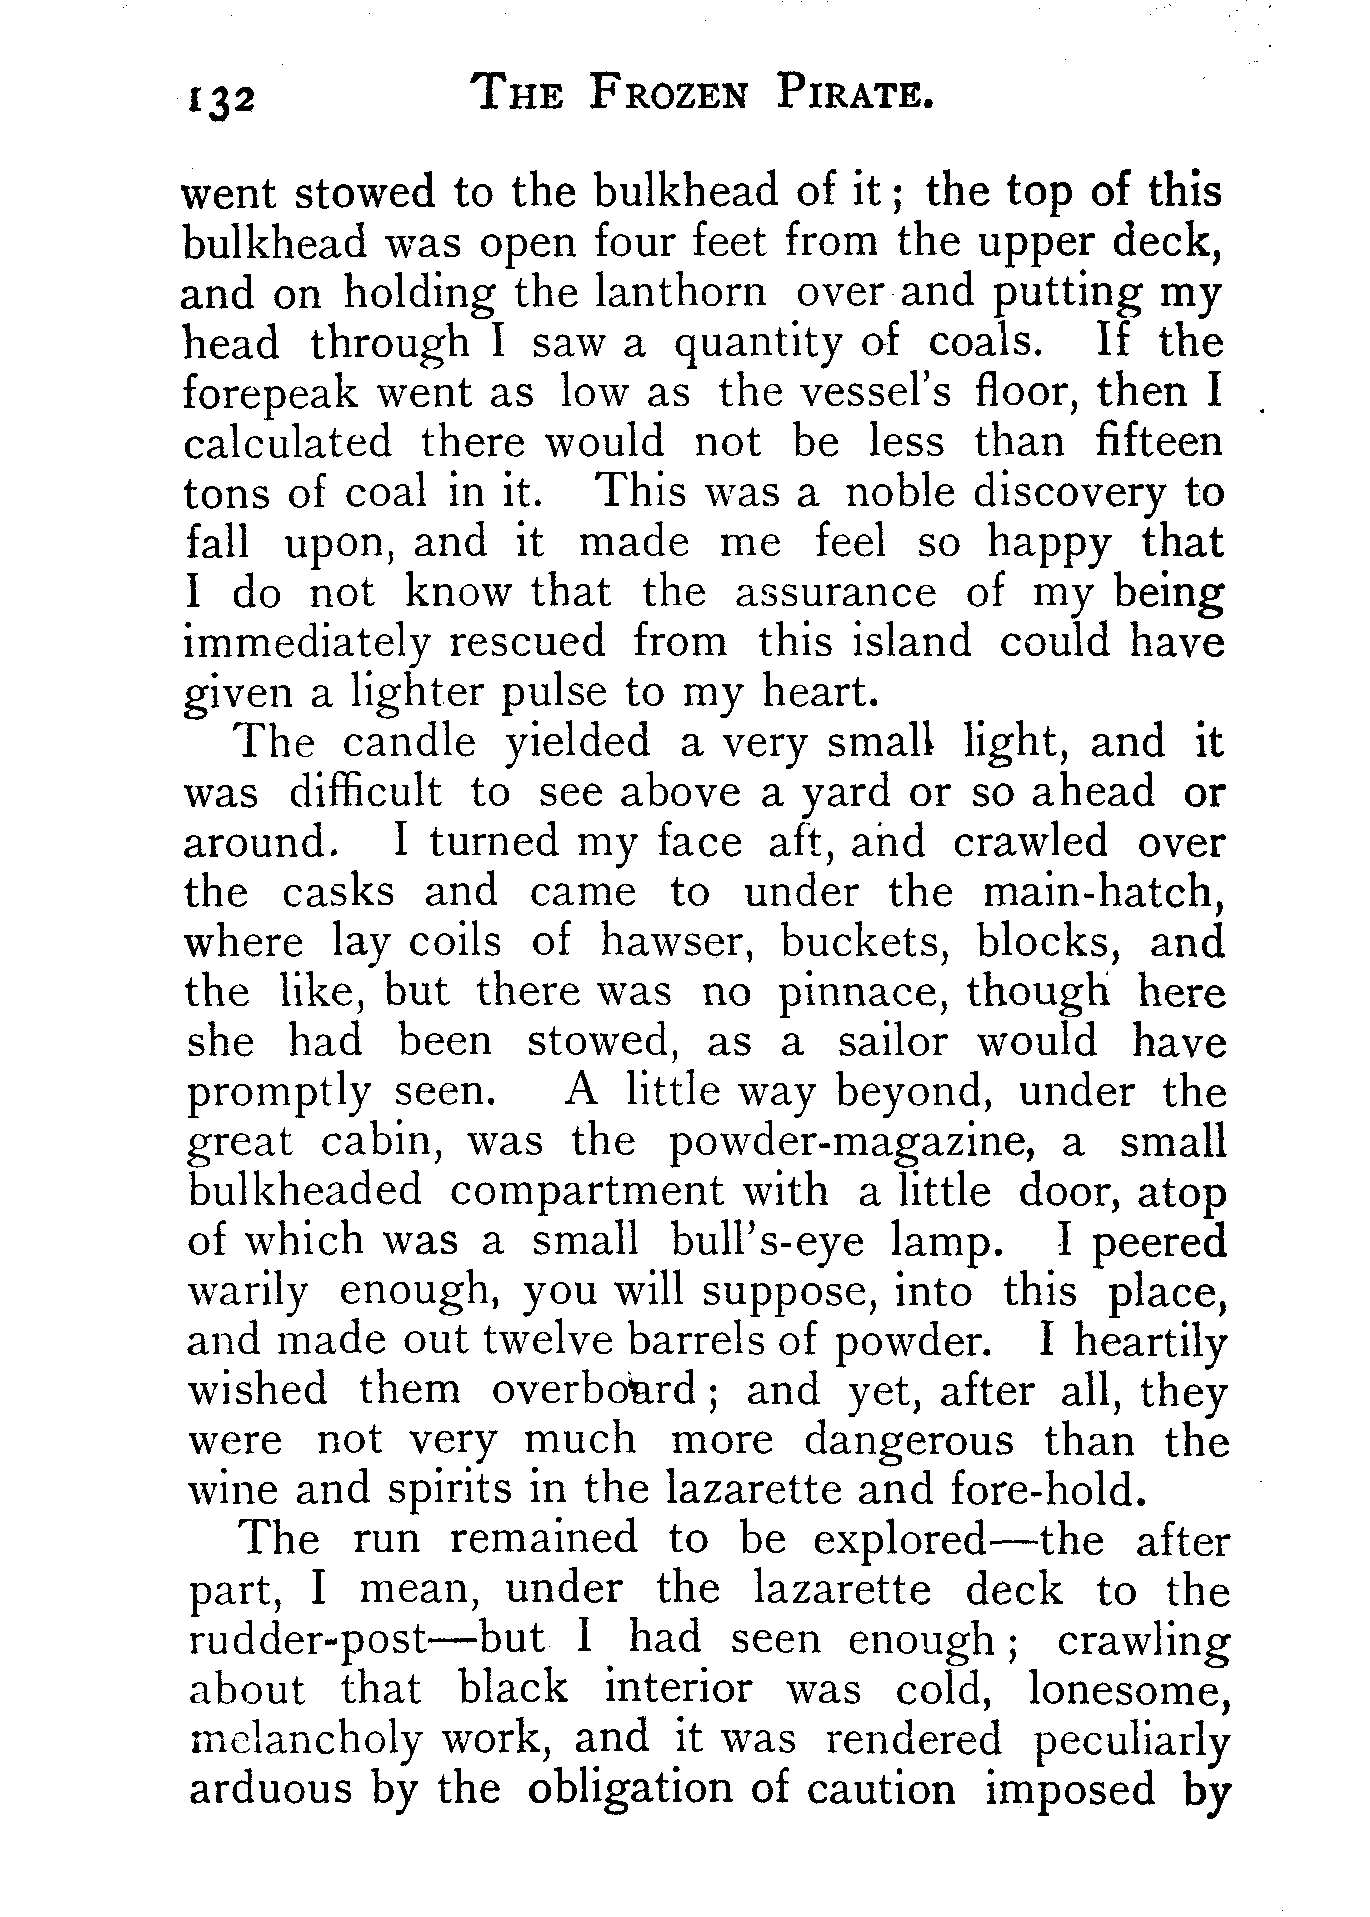 132 THE FROZEN PIRATE.
went stowed to the bulkhead of it; the top of this
bulkhead was open four feet from the upper deck,
and on holding the lanthorn over and putting my
head through I saw a quantity of coals. If the
forepeak went as low as the vessel's floor, then I
calculated there would not be less than fifteen
tons of coal in it. This was a noble discovery to
fall upon, and it made me feel so happy that
I do not know that the assurance of my being
immediately rescued from this island could have
given a lighter pulse to my heart.
The candle yielded a very small light, and it
was difficult to see above a yard or so ahead or
around. I turned my face aft, and crawled over
the casks and came to under the main-hatch,
where lay coils of hawser, buckets, blocks, and
the like, but there was no pinnace, though here
she had been stowed, as a sailor would have
promptly seen. A little way beyond, under the
great cabin, was the powder-magazine, a small
bulkheaded compartment with a little door, atop
of which was a small bull's-eye lamp. I peered
warily enough, you will suppose, into this place,
and made out twelve barrels of powder. I heartily
wished them overboard; and yet, after all, they
were not very much more dangerous than the
wine and spirits in the lazarette and fore-hold.
The run remained to be explored—the after
part, I mean, under the lazarette deck to the
rudder-post—but I had seen enough; crawling
about that black interior was cold, lonesome,
melancholy work, and it was rendered peculiarly
arduous by the obligation of caution imposed by